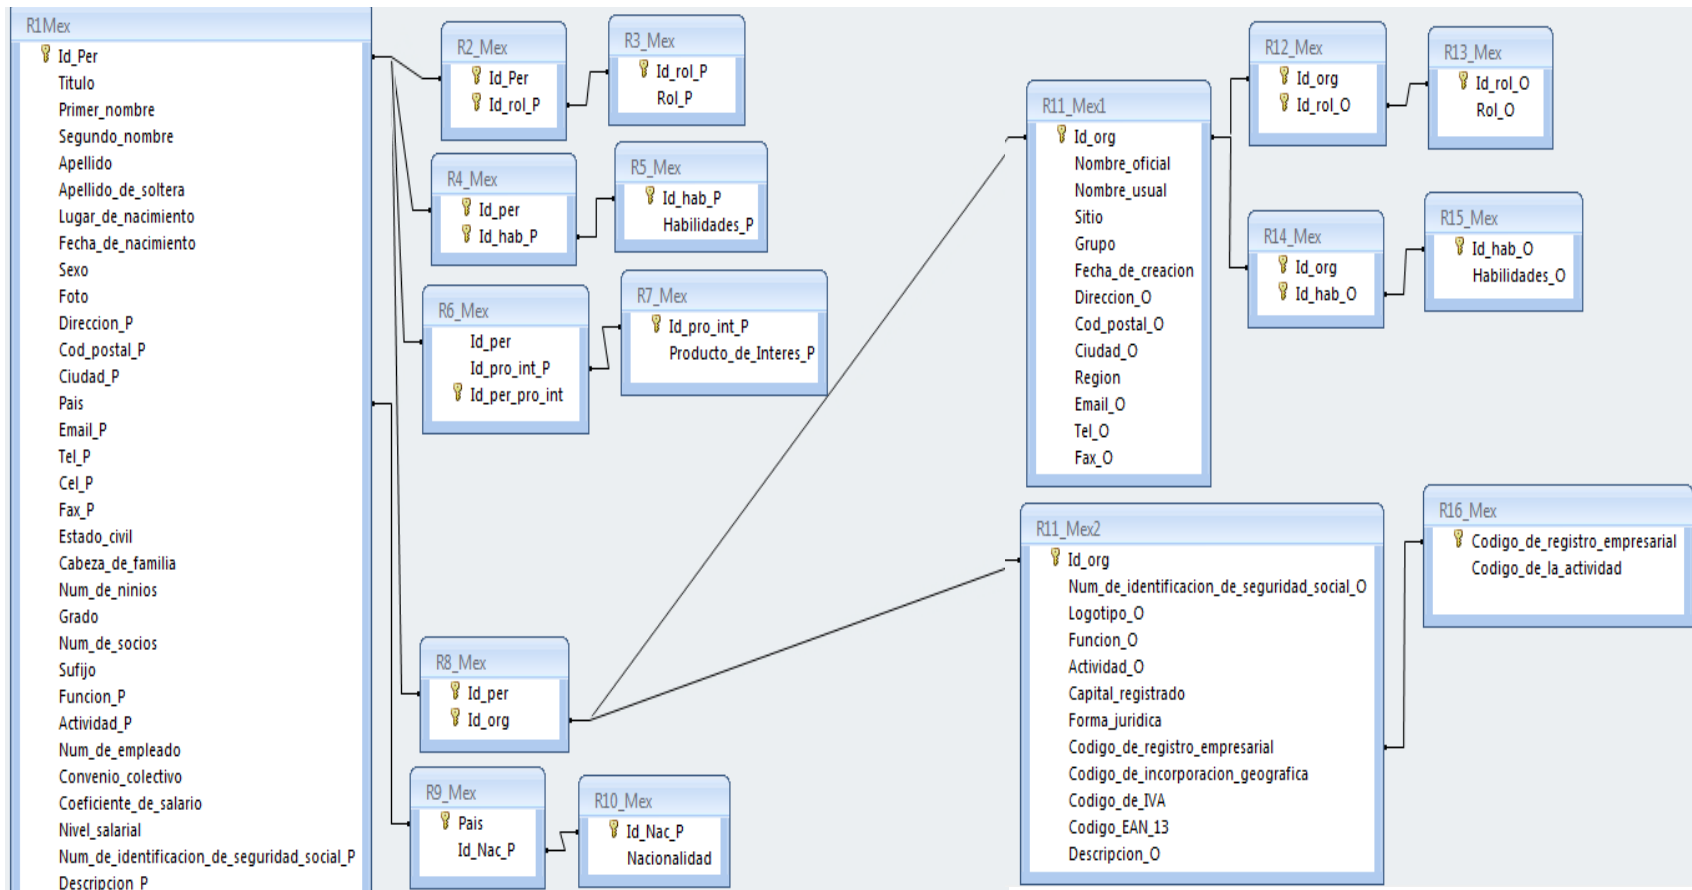 R1Mex
Id_Per
Titulo
Primer_nombre
Segundo_nombre
Apellido
Apellido_de_soltera
Lugar_de_nacimiento
Fecha_de_nacimiento
Sexo
Foto
Direccion_P
Cod_postal_P
Ciudad_P
Pais
Email_P
Tel_P
Cel_P
Fax_P
Estado_civil
Cabeza_de_familia
Num_de_ninios
Grado
Num_de_socios
Sufijo
Funcion_P
Actividad_P
Num_de_empleado
Convenio_colectivo
Coeficiente_de_salario
Nivel_salarial
Num_de_identificacion_de_seguridad_social_P
Descripcion_P
R2_Mex
Id_Per
Id_rol_P
R3_Mex
Id_rol_P
Rol_P
R4_Mex
Id_per
Id_hab_P
R5_Mex
Id_hab_P
Habilidades_P
R6_Mex
Id_per
Id_pro_int_P
Id_per_pro_int
R7_Mex
Id_pro_int_P
Producto_de_Interes_P
R8_Mex
Id_per
Id_org
R9_Mex
Pais
Id_Nac_P
R10_Mex
Id_Nac_P
Nacionalidad
R11_Mex1
Id_org
Nombre_oficial
Nombre_usual
Sitio
Grupo
Fecha_de_creacion
Direccion_O
Cod_postal_O
Ciudad_O
Region
Email_O
Tel_O
Fax_O
R12_Mex
Id_org
Id_rol_O
R13_Mex
Id_rol_O
Rol_O
R14_Mex
Id_org
Id_hab_O
R15_Mex
Id_hab_O
Habilidades_O
R11_Mex2
Id_org
Num_de_identificacion_de_seguridad_social_O
Logotipo_O
Funcion_O
Actividad_O
Capital_registrado
Forma_juridica
Codigo_de_registro_empresarial
Codigo_de_incorporacion_geografica
Codigo_de_IVA
Codigo_EAN_13
Descripcion_O
R16_Mex
Codigo_de_registro_empresarial
Codigo_de_la_actividad